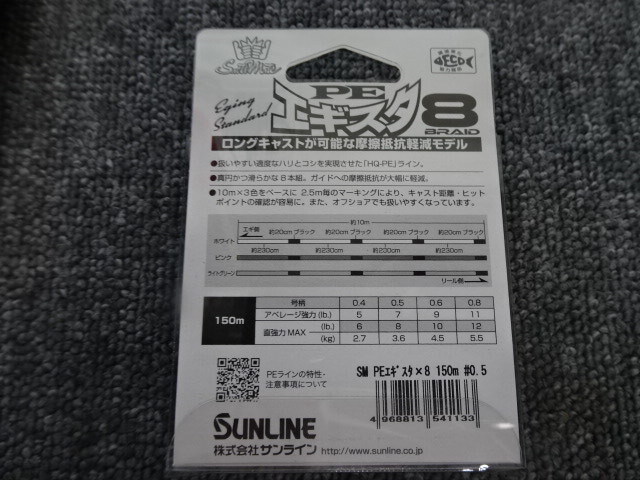 PE
Eging Standard
エギスタ8
BRAID
ロングキャストが可能な摩擦抵抗軽減モデル
●扱いやすい適度なハリとコシを実現させた「HQ-PE」ライン。
●真円かつ滑らかな8本組。ガイドへの摩擦抵抗が大幅に軽減。
●10m×3色をベースに 2.5m毎のマーキングにより、キャスト距離・ヒット
ポイントの確認が容易に。また、オフショアでも扱いやすくなっています。
約10m
エギ側 約20cm ブラック 約20cm ブラック 約20cm ブラック 約20cm ブラック
ホワイト
約230cm 約230cm 約230cm 約230cm
ピンク
ライトグリーン
リール側
150m
号柄 0.4 0.5 0.6 0.8
アベレージ強力(lb.) 5 7 9 11
直強力MAX (lb.) 6 8 10 12
(kg) 2.7 3.6 4.5 5.5
PEラインの特性・
注意事項について
SM PEエギスタ×8 150m #0.5
4 968813 541133
SUNLINE
株式会社サンライン http://www.sunline.co.jp